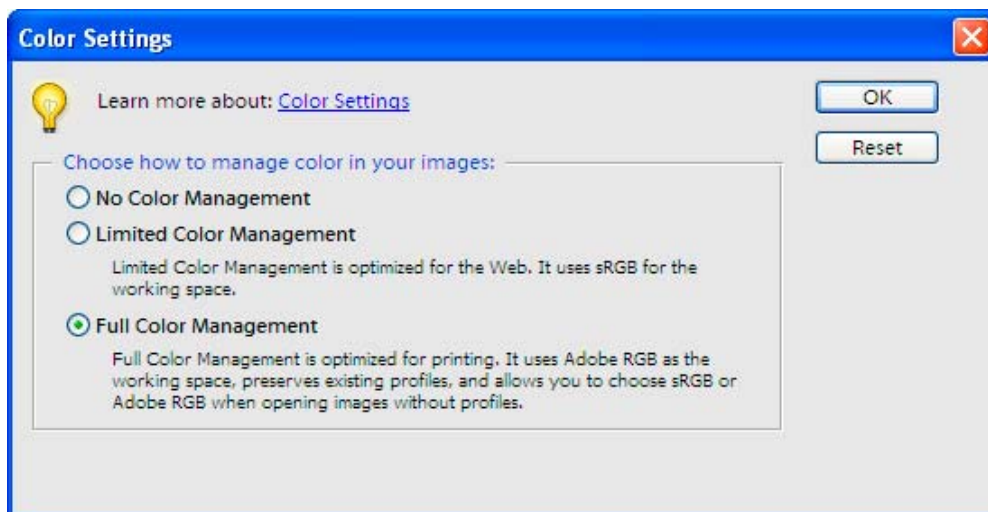 Color Settings
Learn more about: Color Settings
OK
Reset
Choose how to manage color in your images:
No Color Management
Limited Color Management
Limited Color Management is optimized for the Web. It uses sRGB for the
working space.
Full Color Management
Full Color Management is optimized for printing. It uses Adobe RGB as the
working space, preserves existing profiles, and allows you to choose sRGB or
Adobe RGB when opening images without profiles.